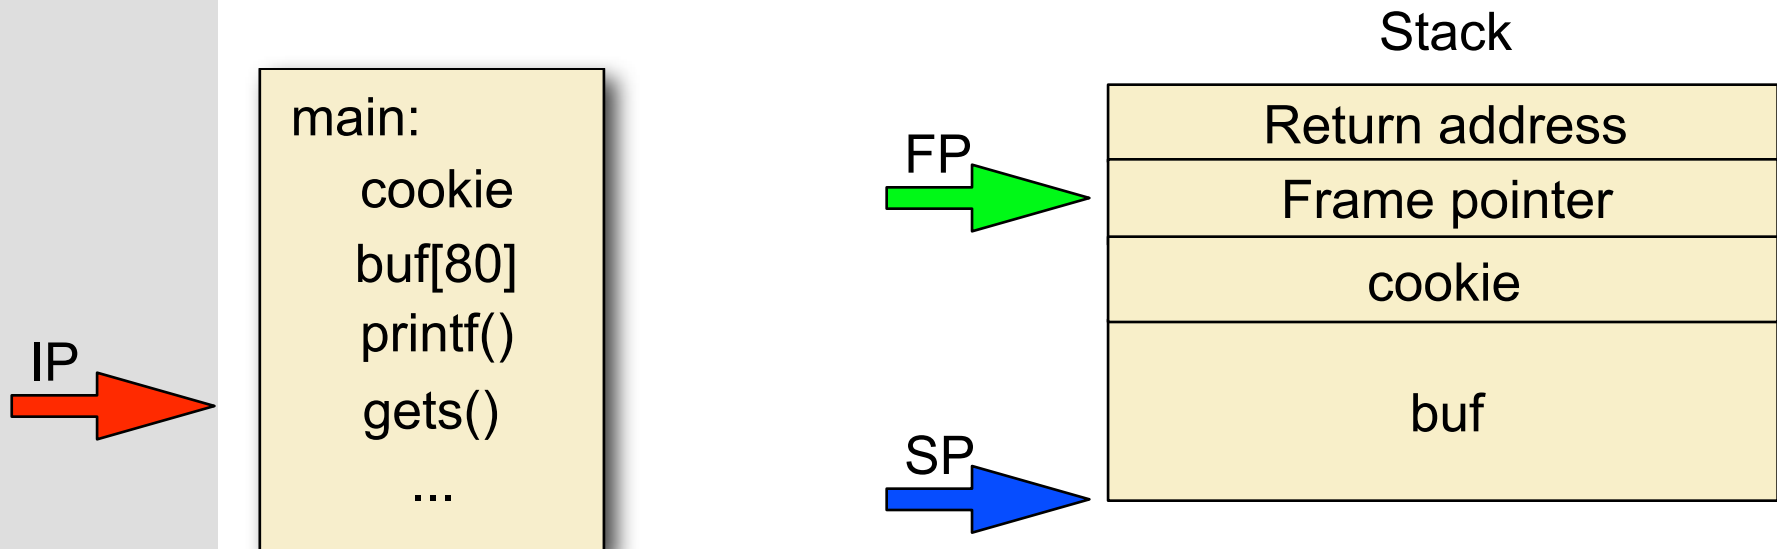 IP
main:
cookie
buf[80]
printf()
gets()
...
FP
SP
Stack
Return address
Frame pointer
cookie
buf